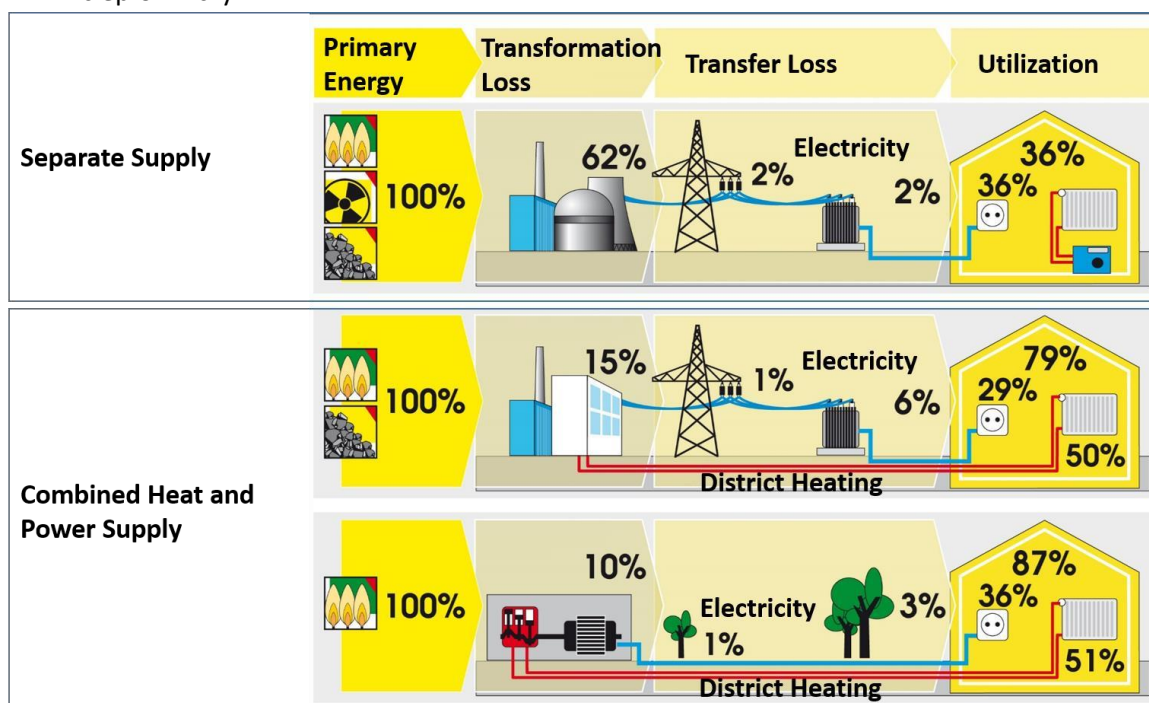 Primary
Energy
Transformation
Loss
Transfer Loss
Utilization
Separate Supply
100%
62%
2%
Electricity
2%
36%
36%
Combined Heat and
Power Supply
100%
15%
1%
Electricity
6%
79%
29%
50%
District Heating
100%
10%
Electricity
1%
3%
87%
36%
51%
District Heating